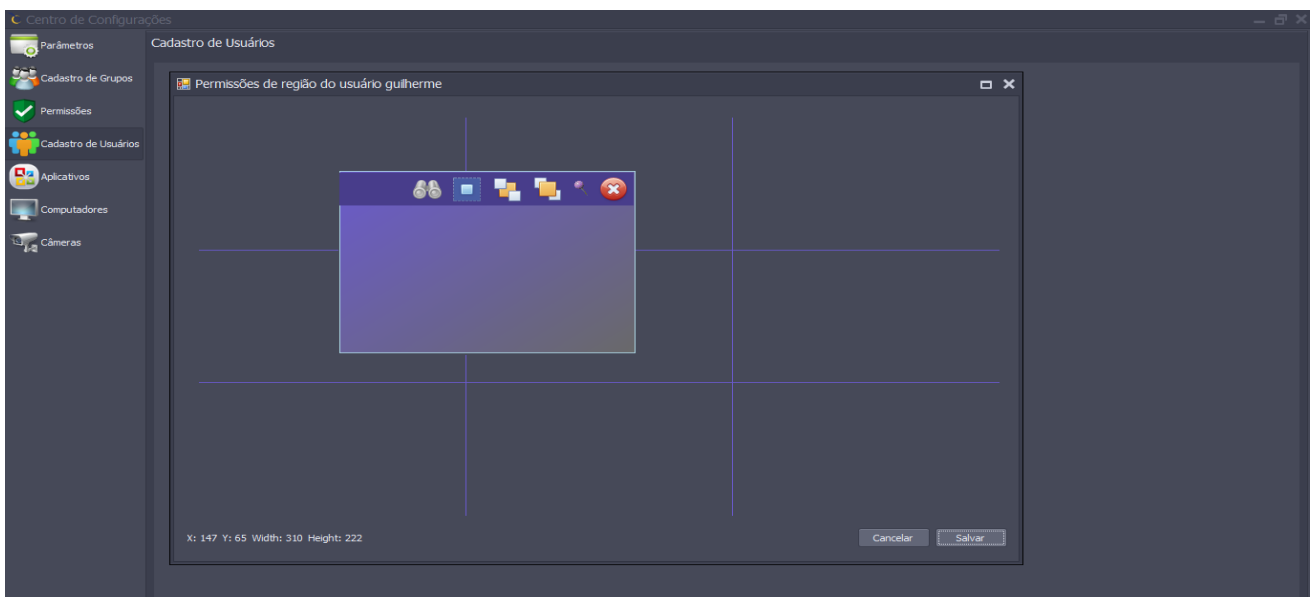 Centro de Configurações
Parâmetros
Cadastro de Grupos
Permissões
Cadastro de Usuários
Aplicativos
Computadores
Câmeras
Cadastro de Usuários
Permissões de região do usuário guilherme
X: 147 Y: 65 Width: 310 Height: 222
Cancelar
Salvar